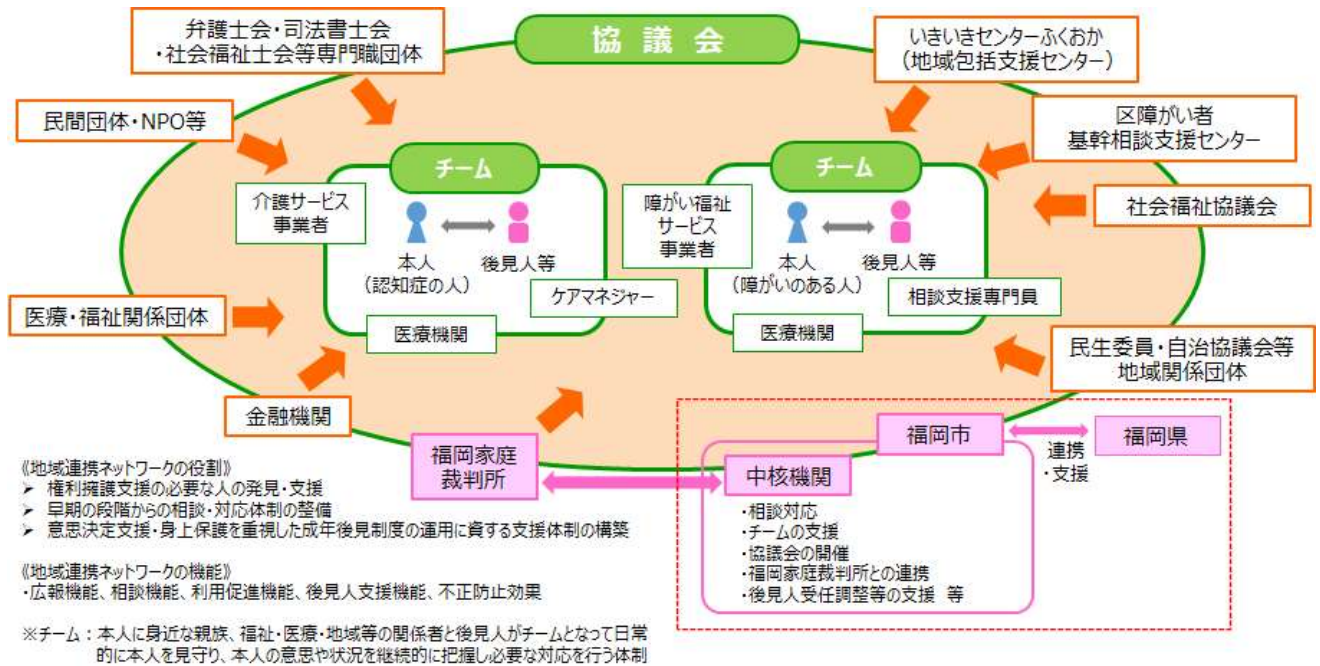 協議会
弁護士会・司法書士会
・社会福祉士会等専門職団体
いきいきセンターふくおか
（地域包括支援センター）
民間団体・NPO等
区障がい者
基幹相談支援センター
チーム
介護サービス
事業者
本人
（認知症の人）
後見人等
ケアマネジャー
医療機関
チーム
障がい福祉
サービス
事業者
本人
（障がいのある人）
後見人等
相談支援専門員
医療機関
社会福祉協議会
医療・福祉関係団体
民生委員・自治協議会等
地域関係団体
金融機関
福岡家庭
裁判所
福岡市
連携
・支援
福岡県
中核機関
・相談対応
・チームの支援
・協議会の開催
・福岡家庭裁判所との連携
・後見人受任調整等の支援 等
《地域連携ネットワークの役割》
➢ 権利擁護支援の必要な人の発見・支援
➢ 早期の段階からの相談・対応体制の整備
➢ 意思決定支援・身上保護を重視した成年後見制度の運用に資する支援体制の構築
《地域連携ネットワークの機能》
・広報機能、相談機能、利用促進機能、後見人支援機能、不正防止効果
※チーム：本人に身近な親族、福祉・医療・地域等の関係者と後見人がチームとなって日常
的に本人を見守り、本人の意思や状況を継続的に把握し必要な対応を行う体制